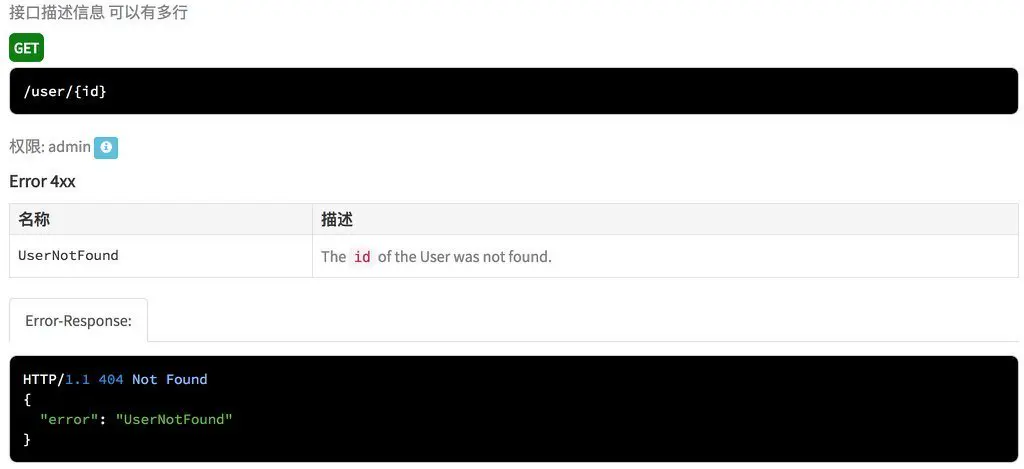 接口描述信息 可以有多行
GET
/user/{id}
权限: admin
Error 4xx
名称 描述
UserNotFound The id of the User was not found.
Error-Response:
HTTP/1.1 404 Not Found
{
"error": "UserNotFound"
}